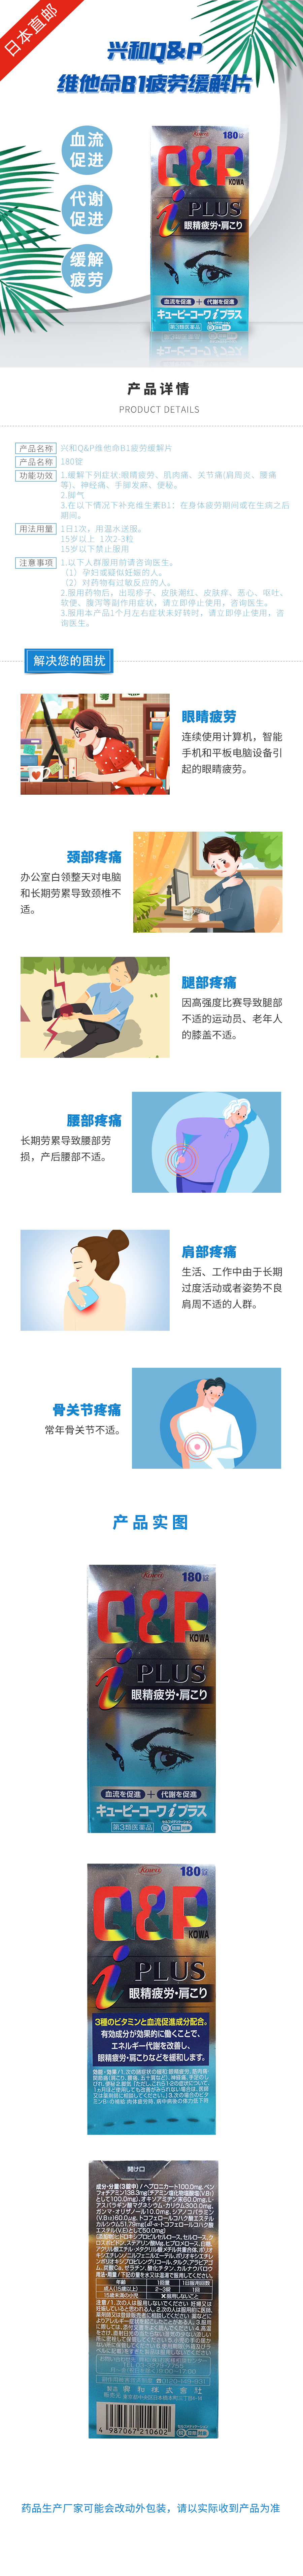 日本直邮
兴和Q&P
维他命B1疲劳缓解片
血流
促进
代谢
促进
缓解
疲劳
Kowa
180錠
Q&P
KOWA
i PLUS
眼精疲労・肩こり
血流を促進 + 代謝を促進
キューピーコーワiプラス
第3類医薬品
产品详情
PRODUCT DETAILS
产品名称 兴和Q&P维他命B1疲劳缓解片
产品名称 180锭
功能功效 1.缓解下列症状:眼睛疲劳、肌肉痛、关节痛(肩周炎、腰痛
等)、神经痛、手脚发麻、便秘。
2.脚气
3.在以下情况下补充维生素B1：在身体疲劳期间或在生病之后
期间。
用法用量 1日1次，用温水送服。
15岁以上 1次2-3粒
15岁以下禁止服用
注意事项 1.以下人群服用前请咨询医生。
（1）孕妇或疑似妊娠的人。
（2）对药物有过敏反应的人。
2.服用药物后，出现疹子、皮肤潮红、皮肤痒、恶心、呕吐、
软便、腹泻等副作用症状，请立即停止使用，咨询医生。
3.服用本产品1个月左右症状未好转时，请立即停止使用，咨
询医生。
解决您的困扰
眼睛疲劳
连续使用计算机，智能
手机和平板电脑设备引
起的眼睛疲劳。
颈部疼痛
办公室白领整天对电脑
和长期劳累导致颈椎不
适。
腿部疼痛
因高强度比赛导致腿部
不适的运动员、老年人
的膝盖不适。
腰部疼痛
长期劳累导致腰部劳
损，产后腰部不适。
肩部疼痛
生活、工作中由于长期
过度活动或者姿势不良
肩周不适的人群。
骨关节疼痛
常年骨关节不适。
产品实图
Kowa
180錠
Q&P
KOWA
i PLUS
眼精疲労・肩こり
血流を促進 + 代謝を促進
キューピーコーワiプラス
第3類医薬品
Kowa
180錠
Q&P
KOWA
i PLUS
眼精疲労・肩こり
3種のビタミンと血流促進成分配合。
有効成分が効果的に働くことで、
エネルギー代謝を改善し、
眼精疲労・肩こりなどを緩和します。
開け口
4 987067 210602
药品生产厂家可能会改动外包装，请以实际收到产品为准